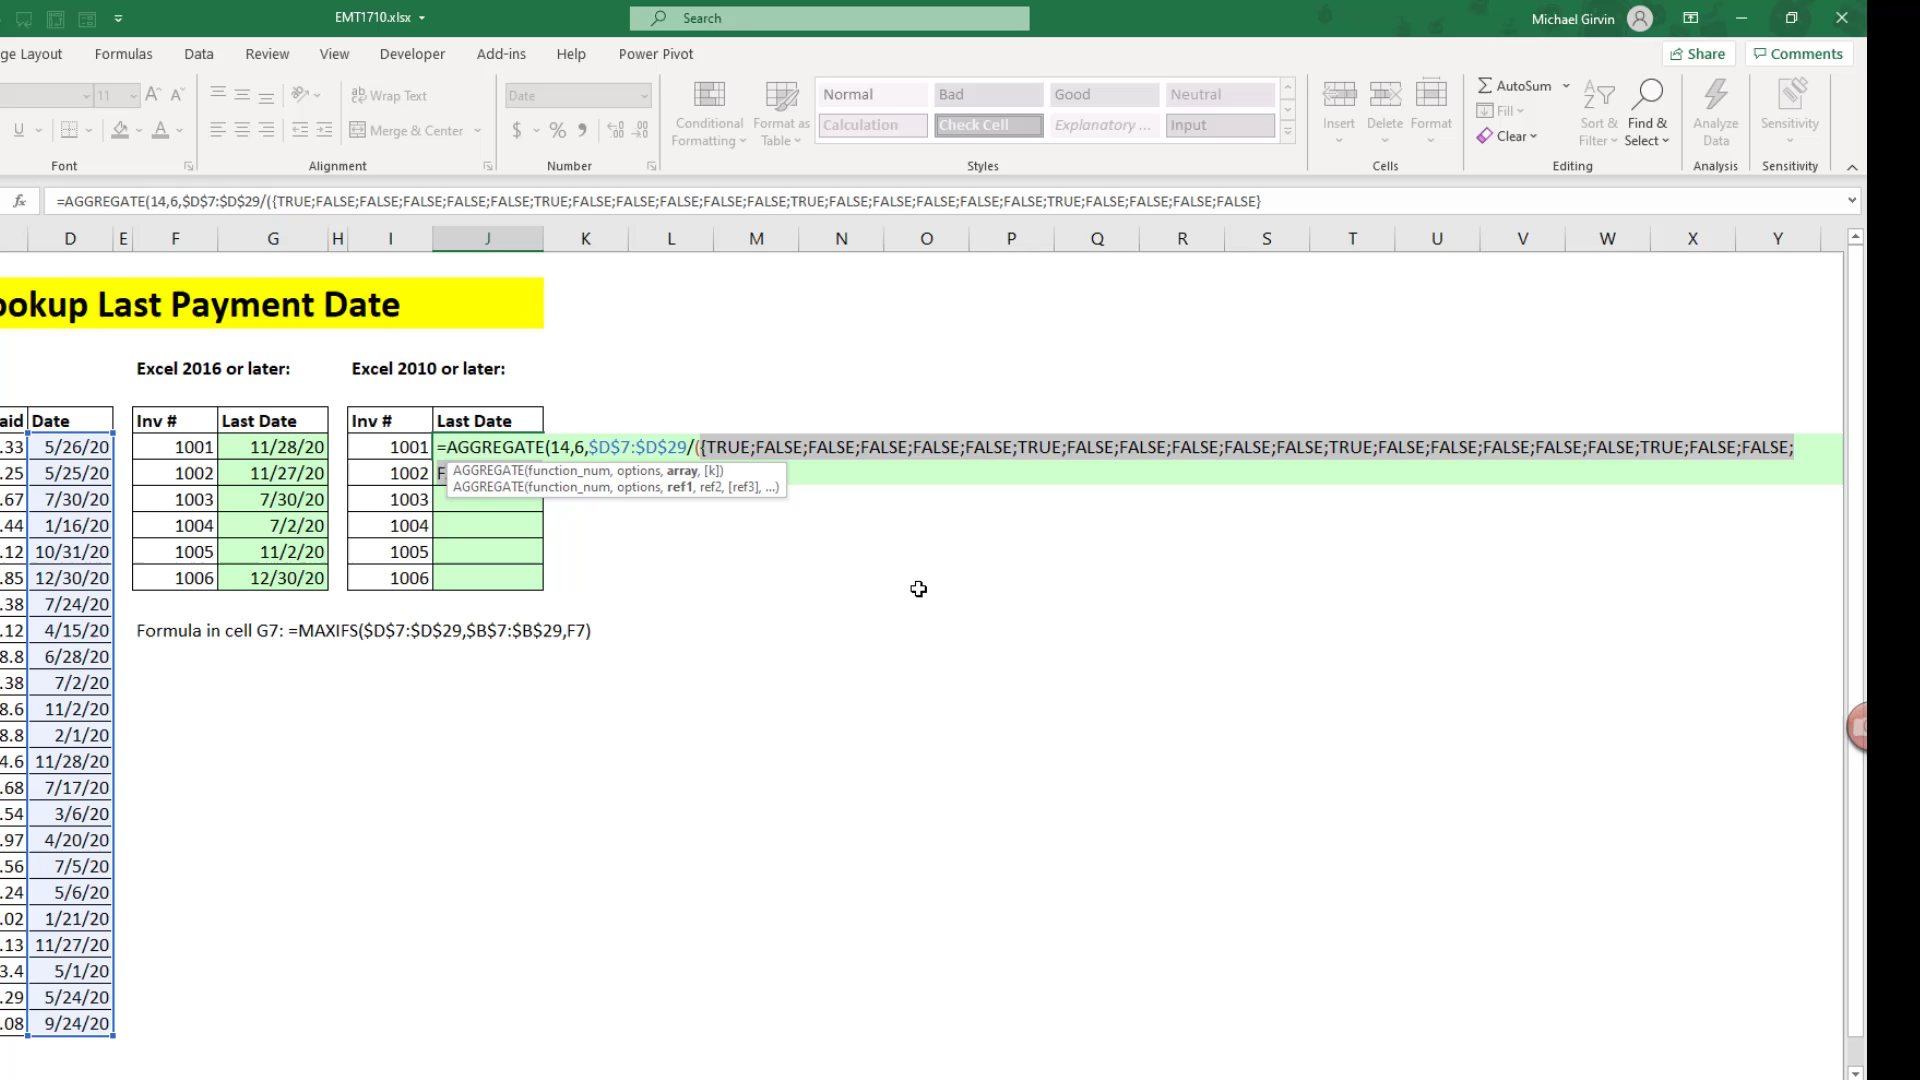 EMT1710.xlsx
Search
Michael Girvin
ge Layout Formulas Data Review View Developer Add-ins Help Power Pivot
Share Comments
11
Wrap Text
Date
Merge & Center
Conditional Formatting
Format as Table
Normal Bad Good Neutral
Calculation Check Cell Explanatory ... Input
Insert Delete Format
AutoSum
Fill
Clear
Sort & Filter
Find & Select
Analyze Data
Sensitivity
Font Alignment Number Styles Cells Editing Analysis Sensitivity
fx =AGGREGATE(14,6,$D$7:$D$29/({TRUE;FALSE;FALSE;FALSE;FALSE;FALSE;TRUE;FALSE;FALSE;FALSE;FALSE;FALSE;TRUE;FALSE;FALSE;FALSE;FALSE;FALSE;TRUE;FALSE;FALSE;FALSE;FALSE}
D E F G H I J K L M N O P Q R S T U V W X Y
ookup Last Payment Date
Excel 2016 or later: Excel 2010 or later:
aid Date Inv # Last Date Inv # Last Date
.33 5/26/20 1001 11/28/20 1001 =AGGREGATE(14,6,$D$7:$D$29/({TRUE;FALSE;FALSE;FALSE;FALSE;FALSE;TRUE;FALSE;FALSE;FALSE;FALSE;FALSE;TRUE;FALSE;FALSE;FALSE;FALSE;FALSE;TRUE;FALSE;FALSE;
.25 5/25/20 1002 11/27/20 1002 F
AGGREGATE(function_num, options, array, [k])
AGGREGATE(function_num, options, ref1, ref2, [ref3], ...)
.67 7/30/20 1003 7/30/20 1003
.44 1/16/20 1004 7/2/20 1004
.12 10/31/20 1005 11/2/20 1005
.85 12/30/20 1006 12/30/20 1006
.38 7/24/20
.12 4/15/20 Formula in cell G7: =MAXIFS($D$7:$D$29,$B$7:$B$29,F7)
8.8 6/28/20
.38 7/2/20
8.6 11/2/20
8.8 2/1/20
4.6 11/28/20
.68 7/17/20
.54 3/6/20
.97 4/20/20
.56 7/5/20
.24 5/6/20
.02 1/21/20
.13 11/27/20
3.4 5/1/20
.29 5/24/20
.08 9/24/20